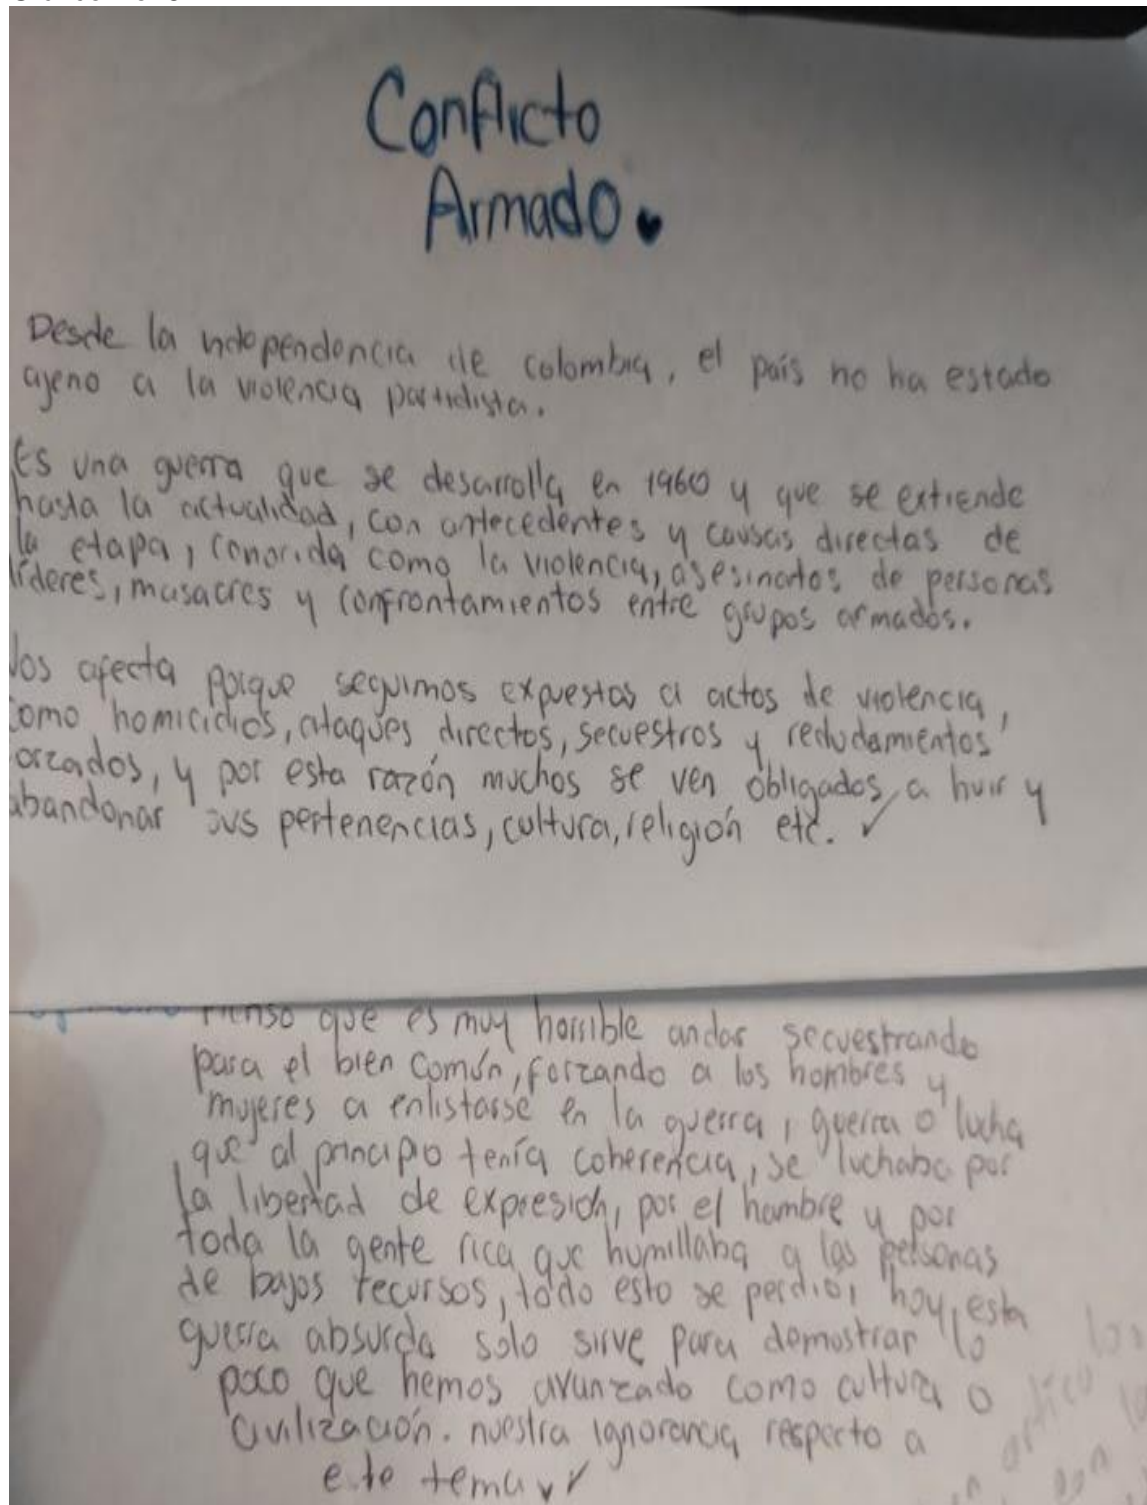 Conflicto
Armado.
Desde la independencia de colombia, el país no ha estado
ajeno a la violencia partidista.
Es una guerra que se desarrolla en 1960 y que se extiende
hasta la actualidad, con antecedentes y causas directas de
la etapa, conocida como la violencia, asesinatos de personas
líderes, masacres y confrontamientos entre grupos armados.
Nos afecta porque seguimos expuestos a actos de violencia,
como homicidios, ataques directos, secuestros y recludamientos
orzados, y por esta razón muchos se ven obligados, a huir y
abandonar sus pertenencias, cultura, religión etc.
Pienso que es muy horrible andar secuestrando
para el bien común, forzando a los hombres y
mujeres a enlistarse en la guerra, guerra o lucha
que al principio tenía coherencia, se luchaba por
la libertad de expresión, por el hambre y por
toda la gente rica que humillaba a las personas
de bajos recursos, todo esto se perdió, hoy, esta
guerra absurda solo sirve para demostrar lo
poco que hemos avanzado como cultura o
civilización. nuestra ignorancia respecto a
este tema